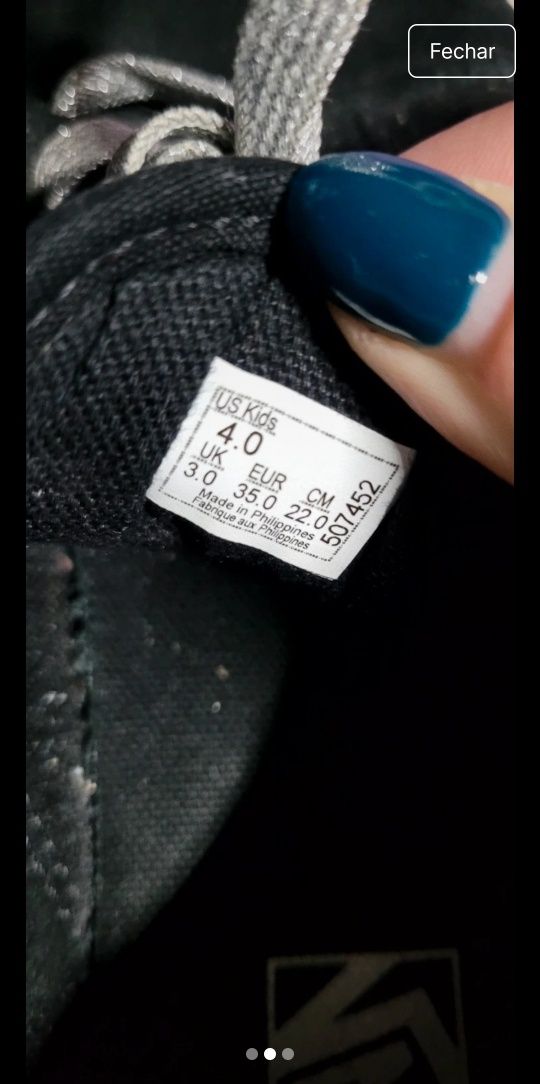 Fechar
US Kids
4.0
UK EUR CM
3.0 35.0 22.0
Made in Philippines
Fabrique aux Philippines
507452